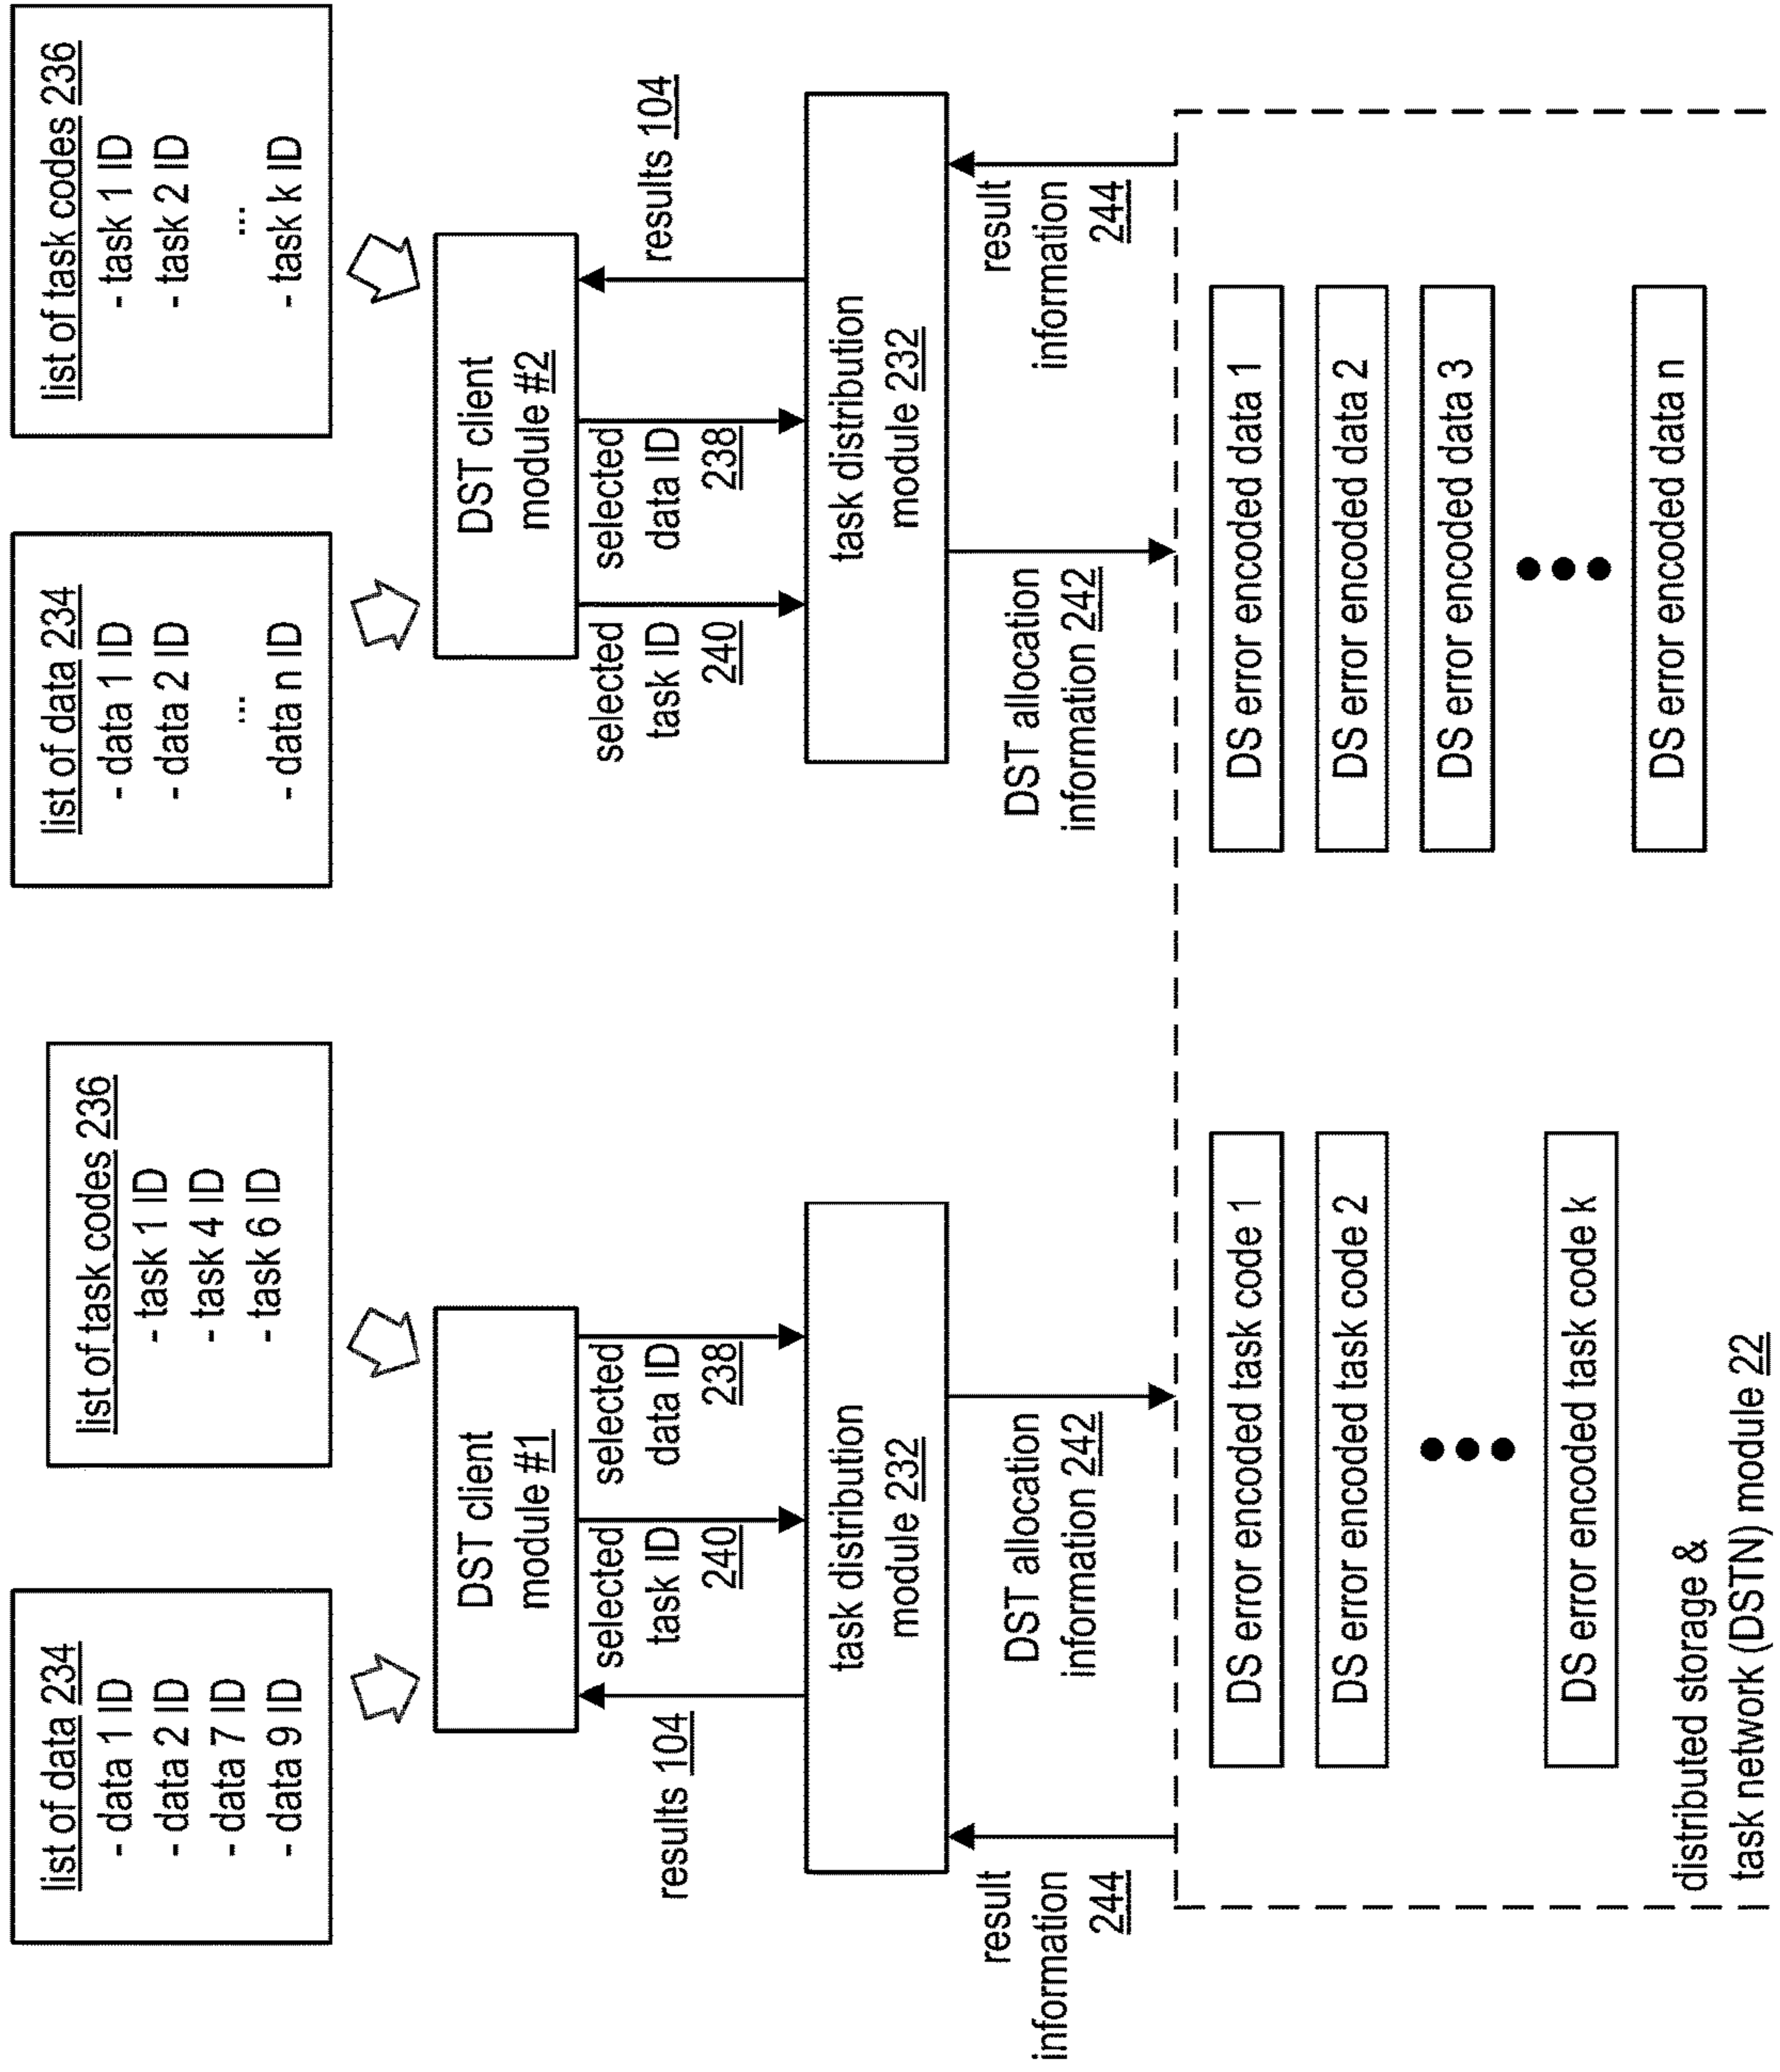 list of data 234
- data 1 ID
- data 2 ID
- data 7 ID
- data 9 ID
list of task codes 236
- task 1 ID
- task 4 ID
- task 6 ID
list of data 234
- data 1 ID
- data 2 ID
...
- data n ID
list of task codes 236
- task 1 ID
- task 2 ID
...
- task k ID
DST client
module #1
DST client
module #2
results 104
selected
task ID
240
selected
data ID
238
selected
task ID
240
selected
data ID
238
results 104
task distribution
module 232
task distribution
module 232
result
information
244
DST allocation
information 242
DST allocation
information 242
result
information
244
DS error encoded task code 1
DS error encoded task code 2
DS error encoded task code k
DS error encoded data 1
DS error encoded data 2
DS error encoded data 3
DS error encoded data n
distributed storage &
task network (DSTN) module 22